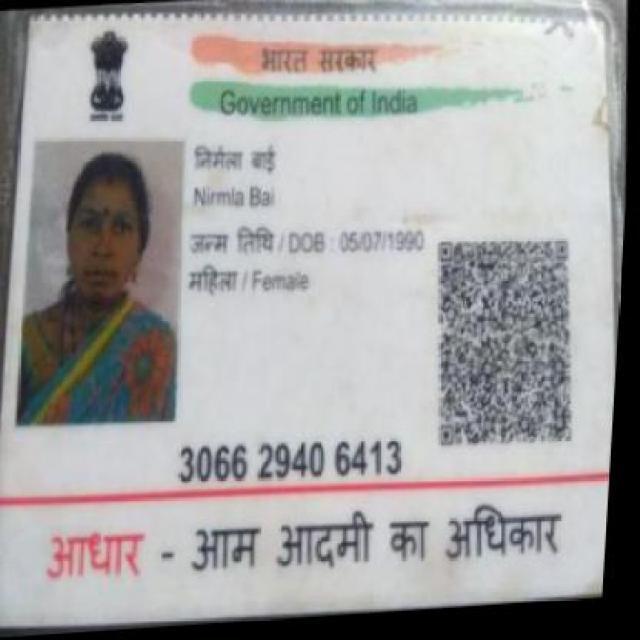 भारत सरकार
Government of India
निर्मला बाई
Nirmla Bai
जन्म तिथि / DOB : 05/07/1990
महिला / Female
3066 2940 6413
आधार - आम आदमी का अधिकार